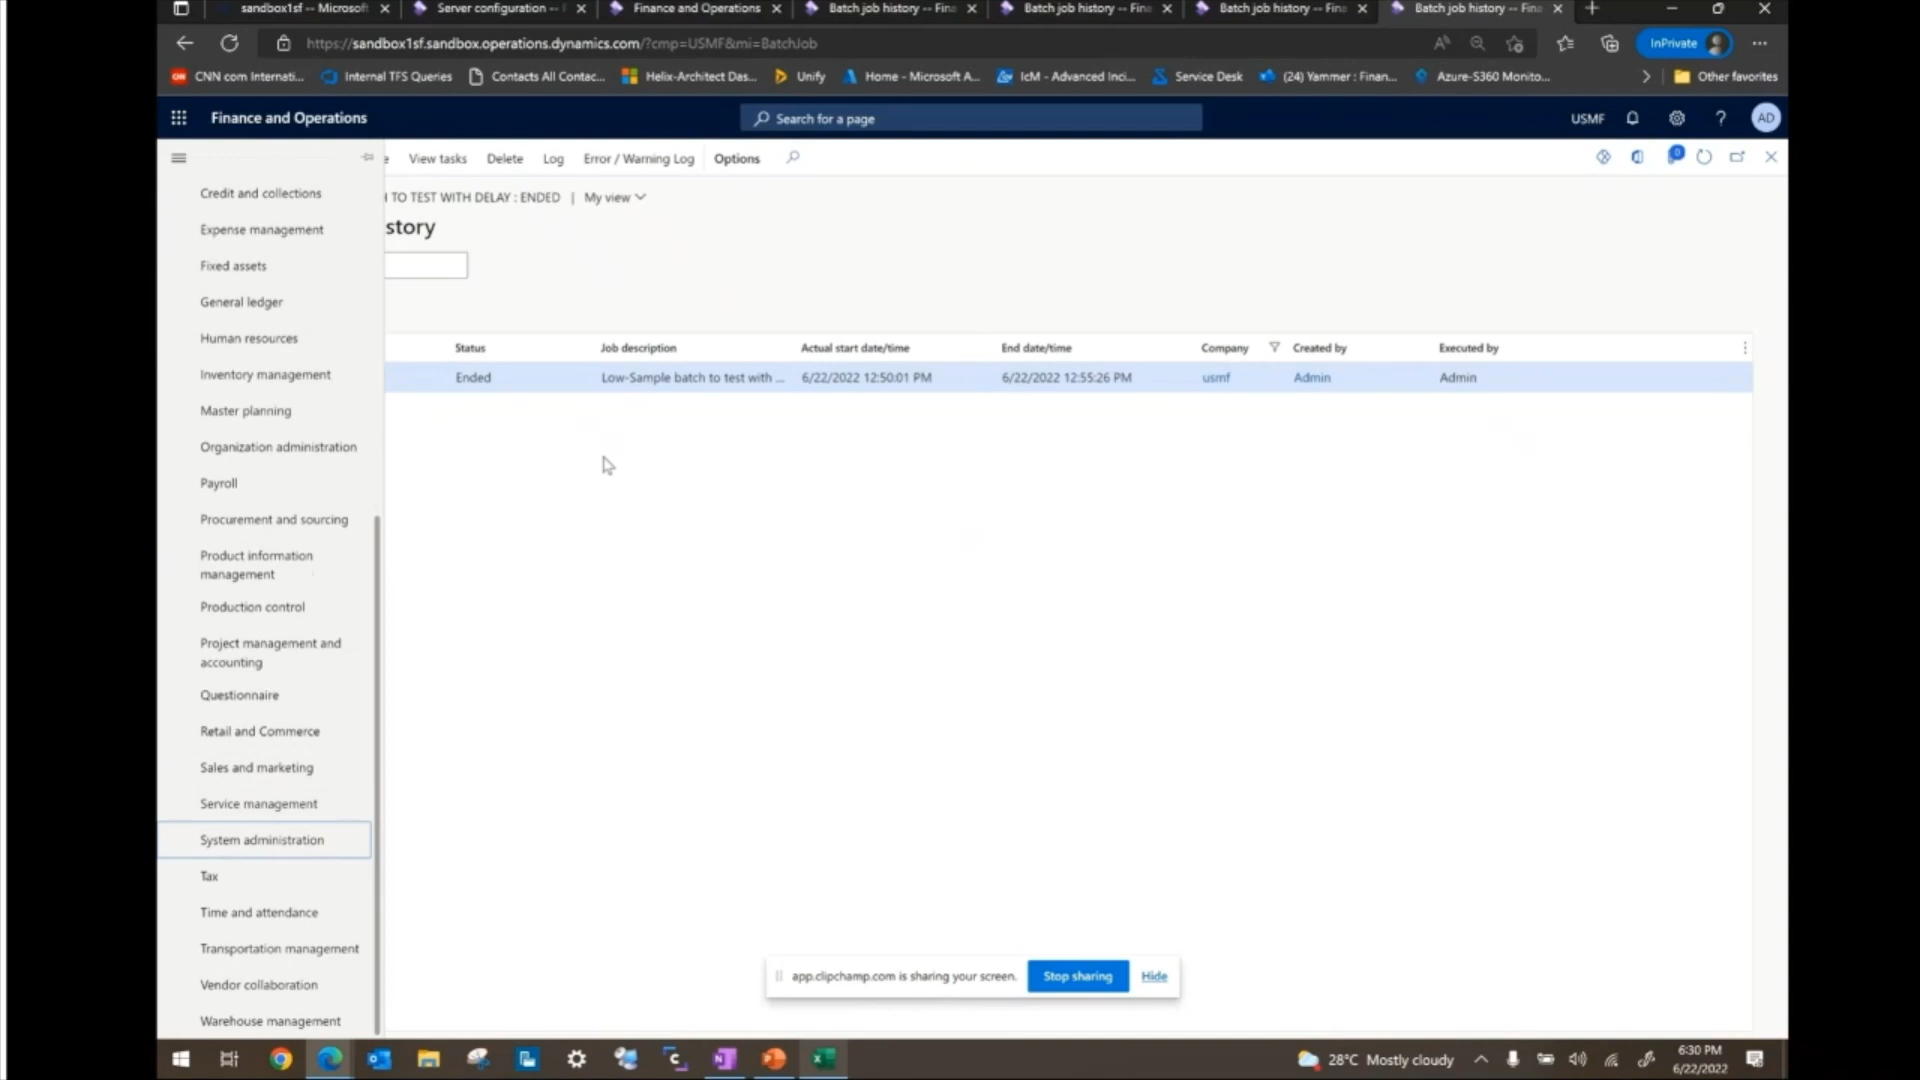 sandbox1sf -- Microsoft
Server configuration --
Finance and Operations
Batch job history -- Fina
Batch job history -- Fina
Batch job history -- Fina
Batch job history -- Fina
https://sandbox1sf.sandbox.operations.dynamics.com/?cmp=USMF&mi=BatchJob
InPrivate
CNN com Internati...
Internal TFS Queries
Contacts All Contac...
Helix-Architect Das...
Unify
Home - Microsoft A...
IcM - Advanced Inci...
Service Desk
(24) Yammer : Finan...
Azure-S360 Monito...
Other favorites
Finance and Operations
Search for a page
USMF
?
AD
View tasks
Delete
Log
Error / Warning Log
Options
0
TO TEST WITH DELAY : ENDED | My view
story
Credit and collections
Expense management
Fixed assets
General ledger
Human resources
Inventory management
Master planning
Organization administration
Payroll
Procurement and sourcing
Product information
management
Production control
Project management and
accounting
Questionnaire
Retail and Commerce
Sales and marketing
Service management
System administration
Tax
Time and attendance
Transportation management
Vendor collaboration
Warehouse management
Status
Job description
Actual start date/time
End date/time
Company
Created by
Executed by
Ended
Low-Sample batch to test with ...
6/22/2022 12:50:01 PM
6/22/2022 12:55:26 PM
usmf
Admin
Admin
app.clipchamp.com is sharing your screen.
Stop sharing
Hide
28°C Mostly cloudy
6:30 PM
6/22/2022